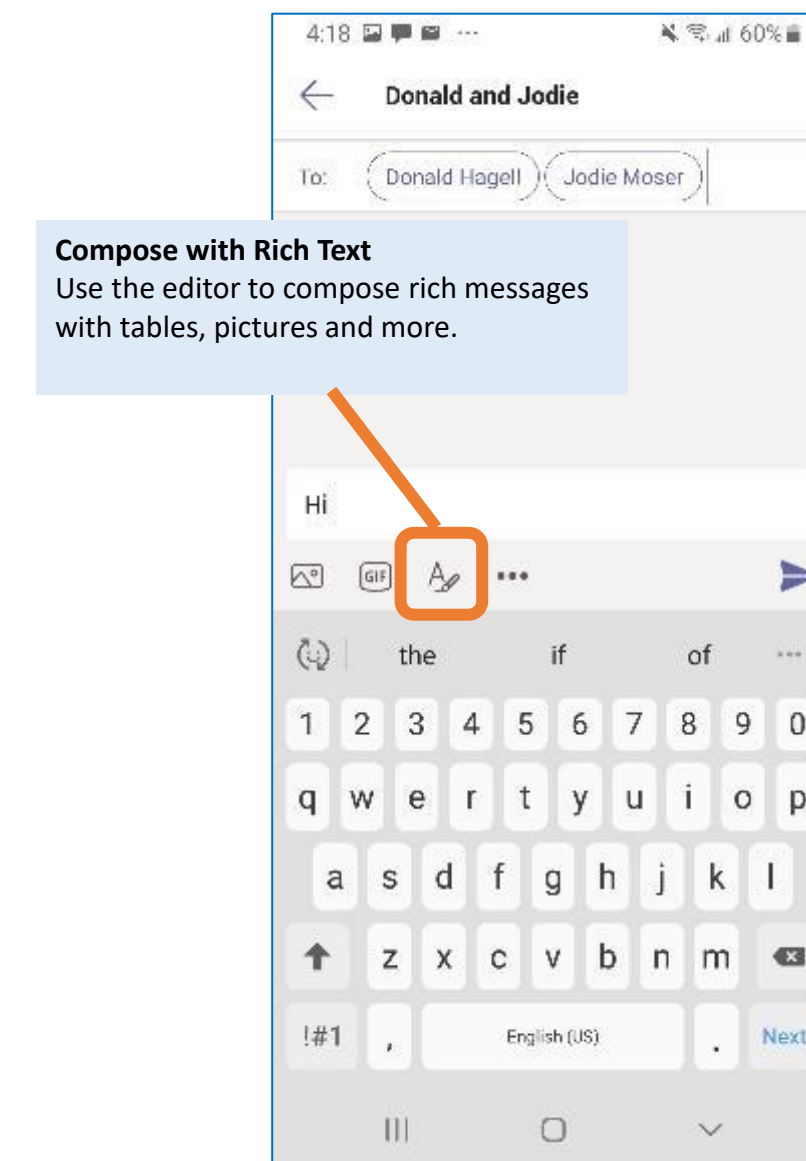 4:18 60%
Donald and Jodie
To: Donald Hagell Jodie Moser
Compose with Rich Text
Use the editor to compose rich messages
with tables, pictures and more.
Hi
GIF A
the if of
1 2 3 4 5 6 7 8 9 0
q w e r t y u i o p
a s d f g h j k l
z x c v b n m
!#1 , English (US) . Next